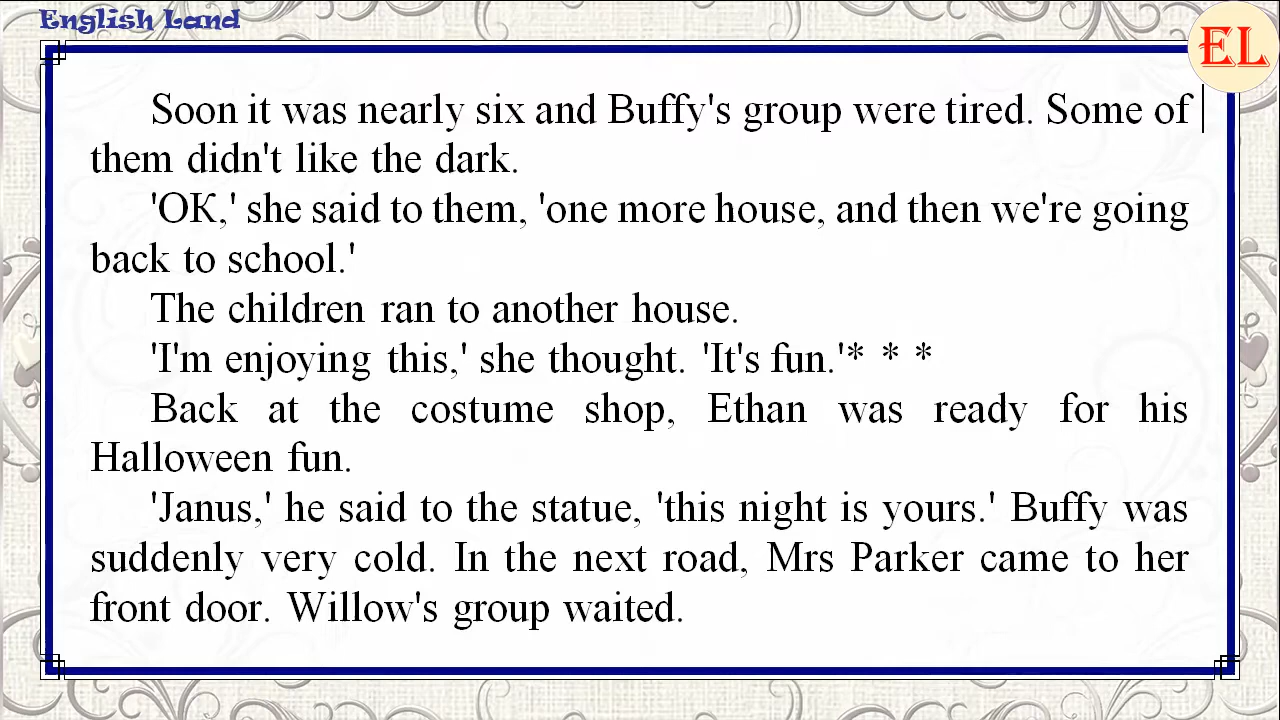 English Land
EL
Soon it was nearly six and Buffy's group were tired. Some of
them didn't like the dark.
'OK,' she said to them, 'one more house, and then we're going
back to school.'
The children ran to another house.
'I'm enjoying this,' she thought. 'It's fun.'* * *
Back at the costume shop, Ethan was ready for his
Halloween fun.
'Janus,' he said to the statue, 'this night is yours.' Buffy was
suddenly very cold. In the next road, Mrs Parker came to her
front door. Willow's group waited.